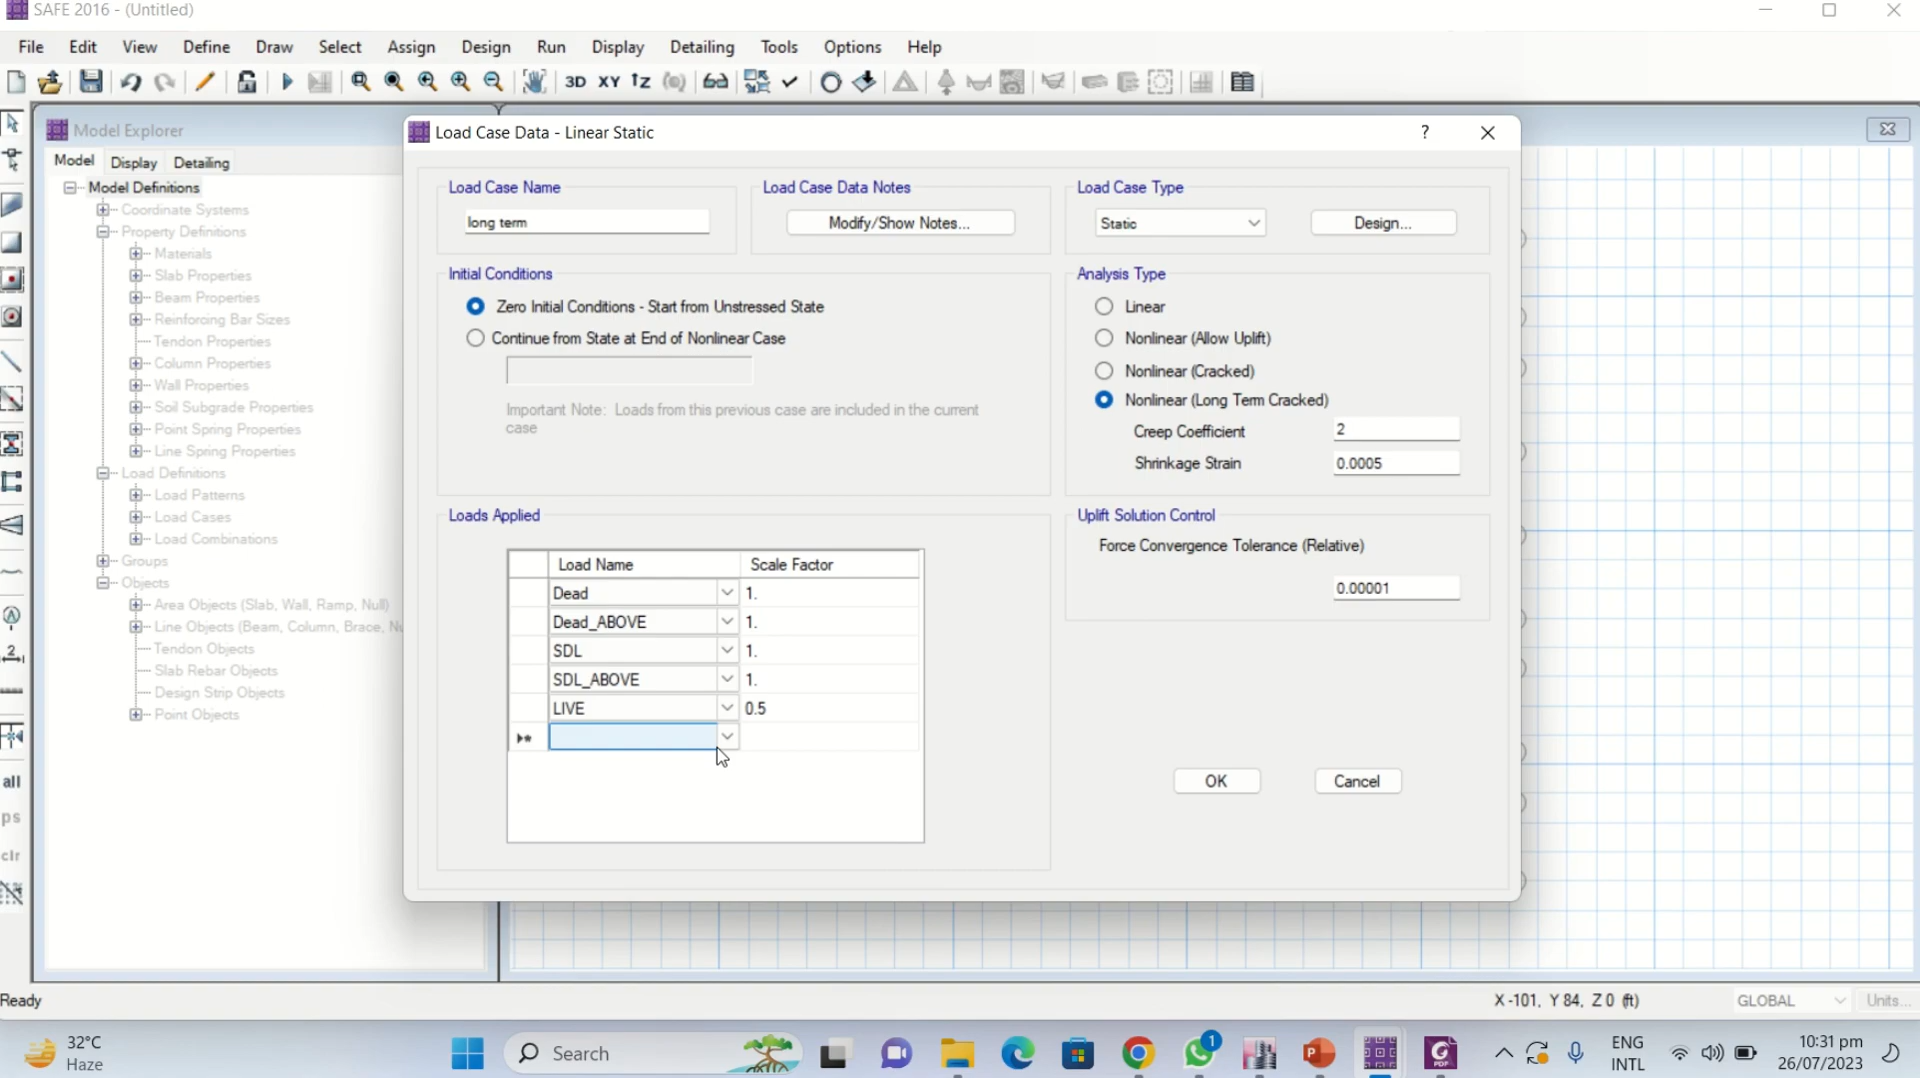 SAFE 2016 - (Untitled)
File Edit View Define Draw Select Assign Design Run Display Detailing Tools Options Help
3D XY
Model Explorer
Model Display Detailing
Model Definitions
Coordinate Systems
Property Definitions
Materials
Slab Properties
Beam Properties
Reinforcing Bar Sizes
Tendon Properties
Column Properties
Wall Properties
Soil Subgrade Properties
Point Spring Properties
Line Spring Properties
Load Definitions
Load Patterns
Load Cases
Load Combinations
Groups
Objects
Area Objects (Slab, Wall, Ramp, Null)
Line Objects (Beam, Column, Brace, Nu
Tendon Objects
Slab Rebar Objects
Design Strip Objects
Point Objects
all
ps
clr
Load Case Data - Linear Static
?
Load Case Name
long term
Load Case Data Notes
Modify/Show Notes...
Load Case Type
Static
Design...
Initial Conditions
Zero Initial Conditions - Start from Unstressed State
Continue from State at End of Nonlinear Case
Important Note: Loads from this previous case are included in the current
case
Analysis Type
Linear
Nonlinear (Allow Uplift)
Nonlinear (Cracked)
Nonlinear (Long Term Cracked)
Creep Coefficient 2
Shrinkage Strain 0.0005
Loads Applied
Load Name Scale Factor
Dead 1.
Dead_ABOVE 1.
SDL 1.
SDL_ABOVE 1.
LIVE 0.5
Uplift Solution Control
Force Convergence Tolerance (Relative)
0.00001
OK Cancel
Ready
X -101, Y 84, Z 0 (ft)
GLOBAL
Units...
32°C
Haze
Search
1
PDF
ENG
INTL
10:31 pm
26/07/2023